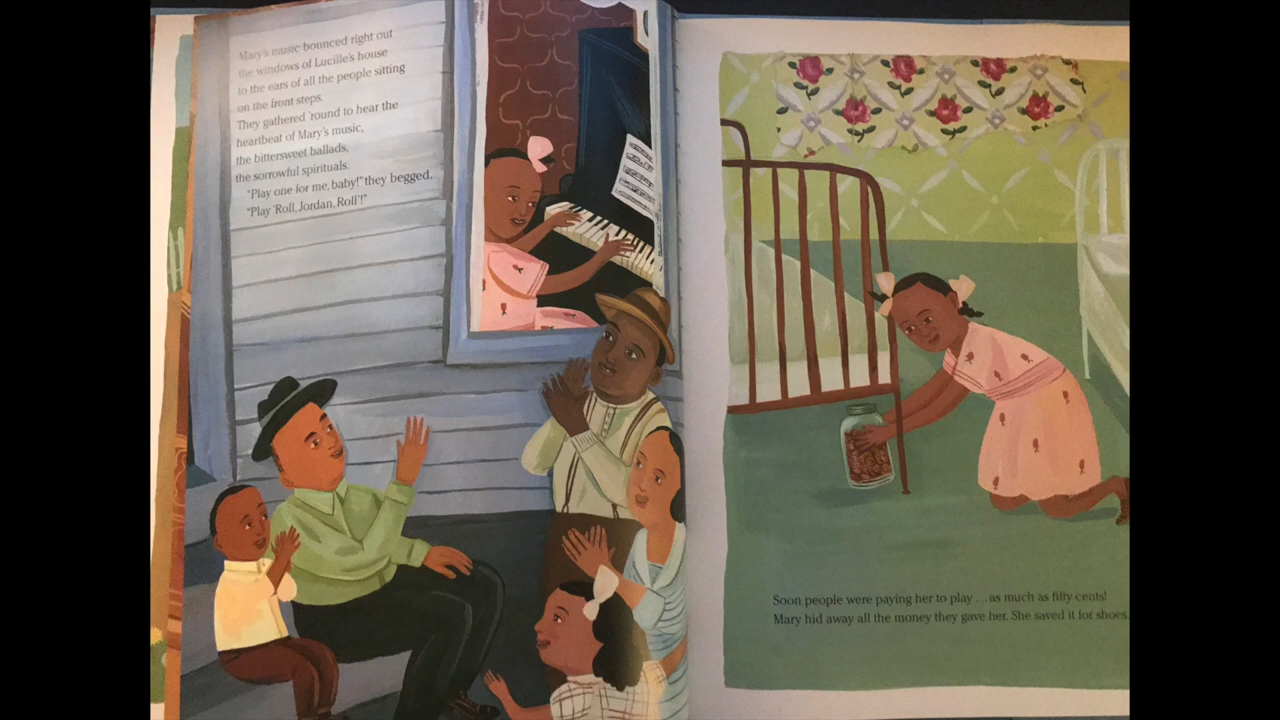 Mary's music bounced right out
the windows of Lucille's house
to the ears of all the people sitting
on the front steps.
They gathered 'round to hear the
heartbeat of Mary's music,
the bittersweet ballads,
the sorrowful spirituals.
"Play one for me, baby!" they begged.
"Play 'Roll, Jordan, Roll'!"
Soon people were paying her to play . . . as much as fifty cents!
Mary hid away all the money they gave her. She saved it for shoes.